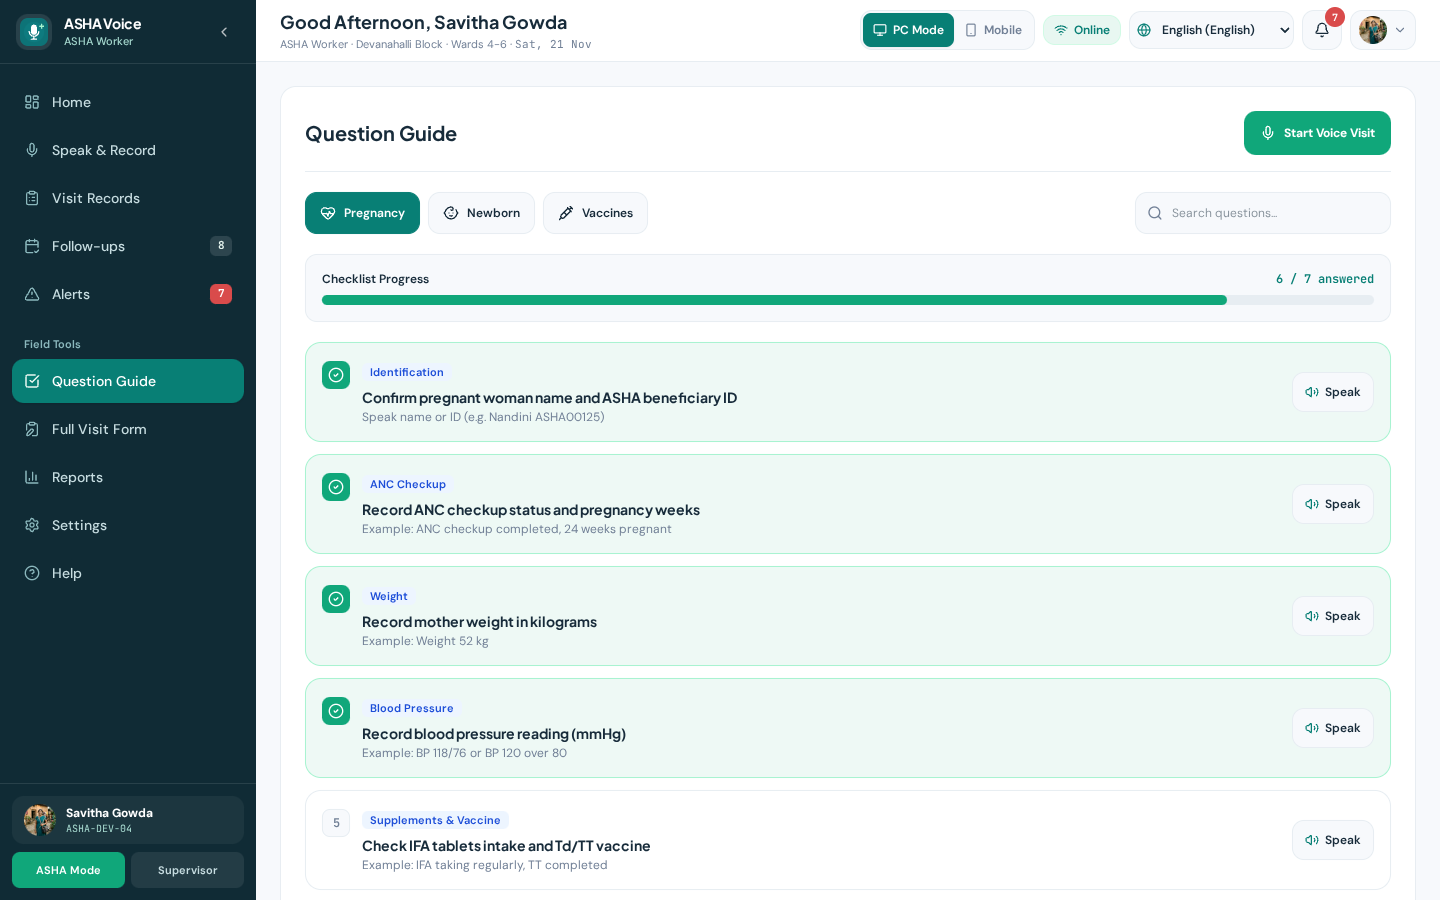 ASHA Voice
ASHA Worker
Home
Speak & Record
Visit Records
Follow-ups
8
Alerts
7
Field Tools
Question Guide
Full Visit Form
Reports
Settings
Help
Savitha Gowda
ASHA-DEV-04
ASHA Mode
Supervisor
Good Afternoon, Savitha Gowda
ASHA Worker · Devanahalli Block · Wards 4-6 · Sat, 21 Nov
PC Mode
Mobile
Online
English (English)
7
Question Guide
Start Voice Visit
Pregnancy
Newborn
Vaccines
Search questions...
Checklist Progress
6 / 7 answered
Identification
Confirm pregnant woman name and ASHA beneficiary ID
Speak name or ID (e.g. Nandini ASHA00125)
Speak
ANC Checkup
Record ANC checkup status and pregnancy weeks
Example: ANC checkup completed, 24 weeks pregnant
Speak
Weight
Record mother weight in kilograms
Example: Weight 52 kg
Speak
Blood Pressure
Record blood pressure reading (mmHg)
Example: BP 118/76 or BP 120 over 80
Speak
5
Supplements & Vaccine
Check IFA tablets intake and Td/TT vaccine
Example: IFA taking regularly, TT completed
Speak